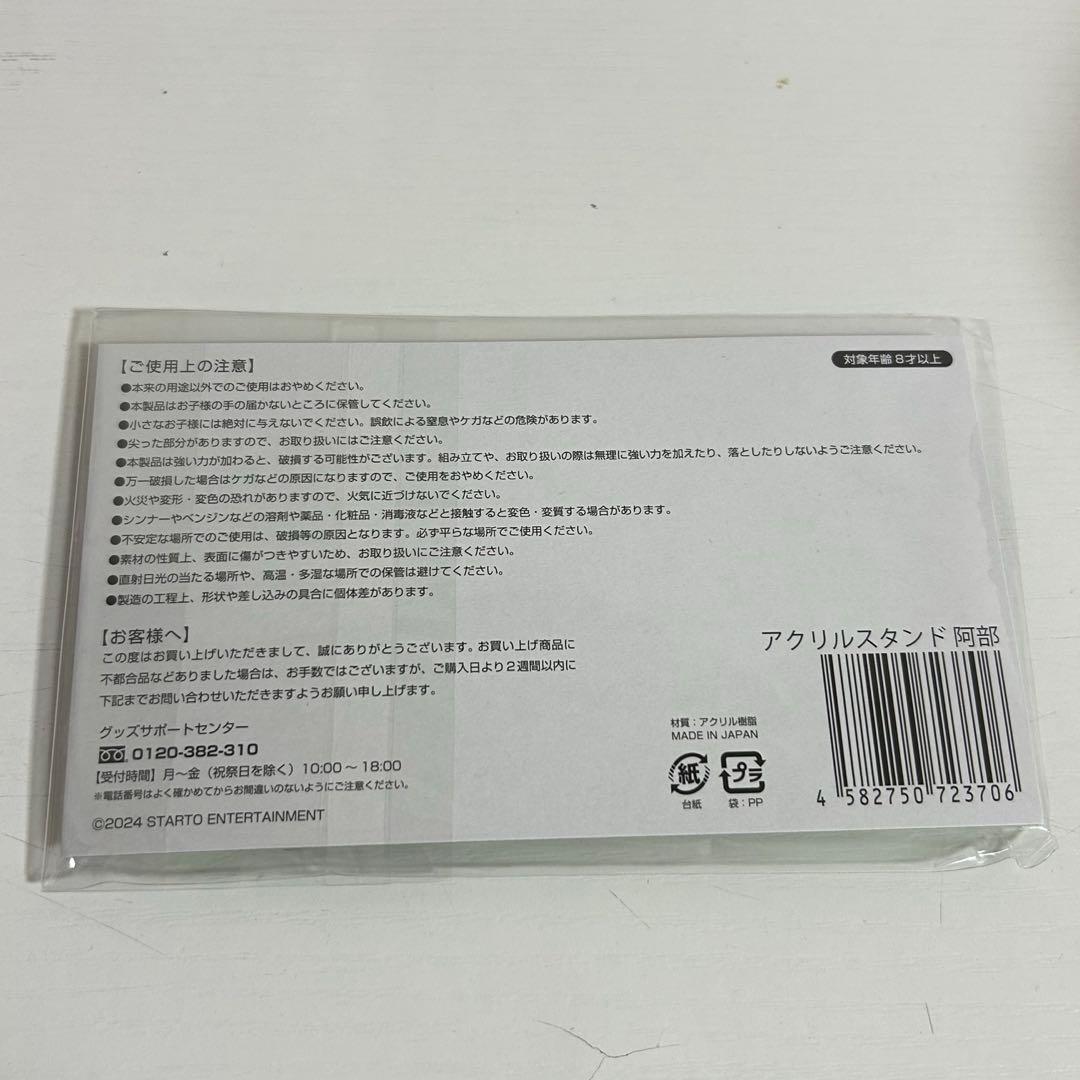 【ご使用上の注意】
対象年齢 8才以上
●本来の用途以外でのご使用はおやめください。
●本製品はお子様の手の届かないところに保管してください。
●小さなお子様には絶対に与えないでください。誤飲による窒息やケガなどの危険があります。
●尖った部分がありますので、お取り扱いにはご注意ください。
●本製品は強い力が加わると、破損する可能性がございます。組み立てや、お取り扱いの際は無理に強い力を加えたり、落としたりしないようご注意ください。
●万一破損した場合はケガなどの原因になりますので、ご使用をおやめください。
●火災や変形・変色の恐れがありますので、火気に近づけないでください。
●シンナーやベンジンなどの溶剤や薬品・化粧品・消毒液などと接触すると変色・変質する場合があります。
●不安定な場所でのご使用は、破損等の原因となります。必ず平らな場所でご使用ください。
●素材の性質上、表面に傷がつきやすいため、お取り扱いにご注意ください。
●直射日光の当たる場所や、高温・多湿な場所での保管は避けてください。
●製造の工程上、形状や差し込みの具合に個体差があります。
【お客様へ】
この度はお買い上げいただきまして、誠にありがとうございます。お買い上げ商品に
不都合品などありました場合は、お手数ではございますが、ご購入日より2週間以内に
下記までお問い合わせいただきますようお願い申し上げます。
グッズサポートセンター
0120-382-310
【受付時間】月〜金（祝祭日を除く）10:00〜18:00
※電話番号はよく確かめてからお間違いのないようにご注意ください。
©2024 STARTO ENTERTAINMENT
材質：アクリル樹脂
MADE IN JAPAN
紙
台紙
プラ
袋：PP
アクリルスタンド 阿部
4 582750 723706